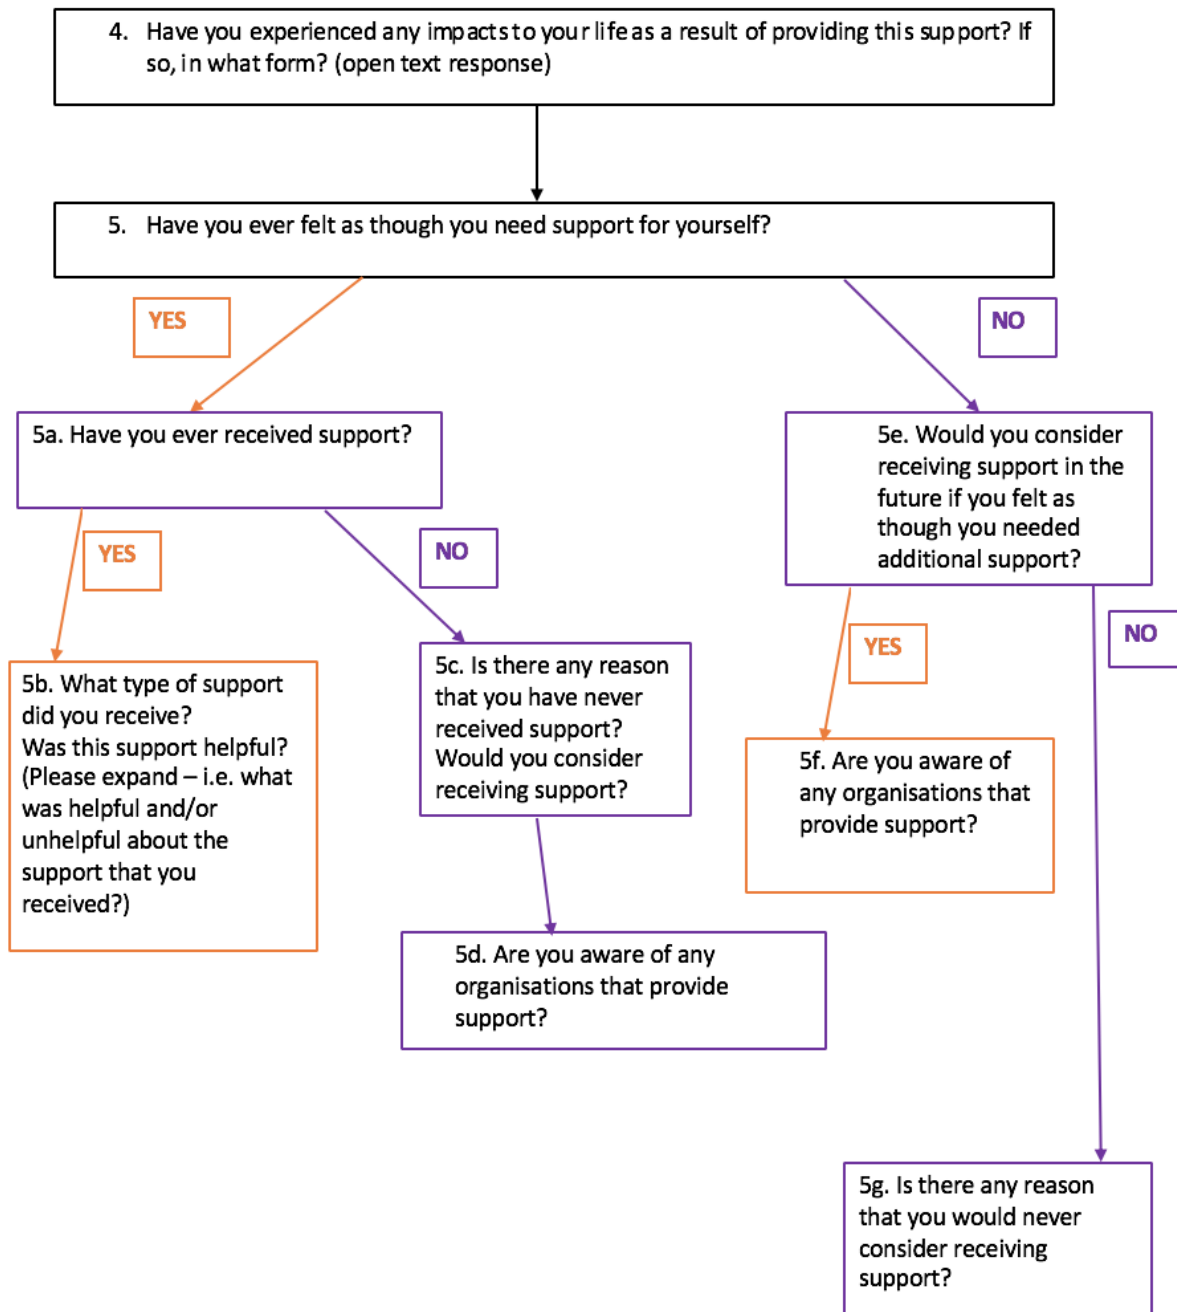 4. Have you experienced any impacts to your life as a result of providing this support? If
so, in what form? (open text response)
5. Have you ever felt as though you need support for yourself?
YES
NO
5a. Have you ever received support?
5e. Would you consider
receiving support in the
future if you felt as
though you needed
additional support?
YES
NO
YES
NO
5b. What type of support
did you receive?
Was this support helpful?
(Please expand – i.e. what
was helpful and/or
unhelpful about the
support that you
received?)
5c. Is there any reason
that you have never
received support?
Would you consider
receiving support?
5f. Are you aware of
any organisations that
provide support?
5d. Are you aware of any
organisations that provide
support?
5g. Is there any reason
that you would never
consider receiving
support?